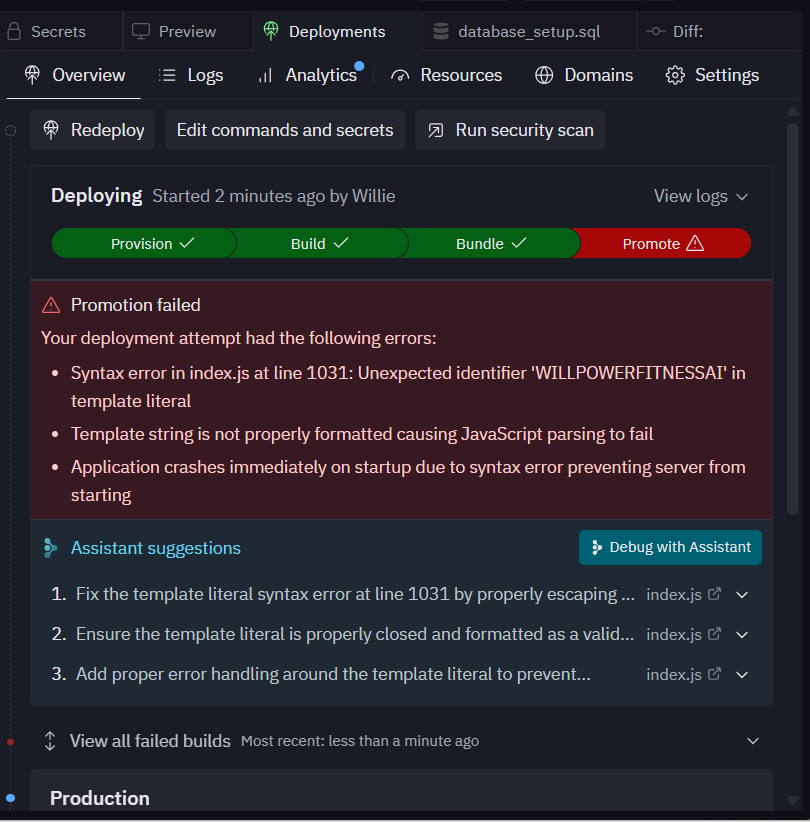 Secrets
Preview
Deployments
database_setup.sql
Diff:
Overview
Logs
Analytics
Resources
Domains
Settings
Redeploy
Edit commands and secrets
Run security scan
Deploying Started 2 minutes ago by Willie
View logs
Provision
Build
Bundle
Promote
Promotion failed
Your deployment attempt had the following errors:
• Syntax error in index.js at line 1031: Unexpected identifier 'WILLPOWERFITNESSAI' in
template literal
• Template string is not properly formatted causing JavaScript parsing to fail
• Application crashes immediately on startup due to syntax error preventing server from
starting
Assistant suggestions
Debug with Assistant
1. Fix the template literal syntax error at line 1031 by properly escaping ... index.js
2. Ensure the template literal is properly closed and formatted as a valid... index.js
3. Add proper error handling around the template literal to prevent... index.js
View all failed builds Most recent: less than a minute ago
Production